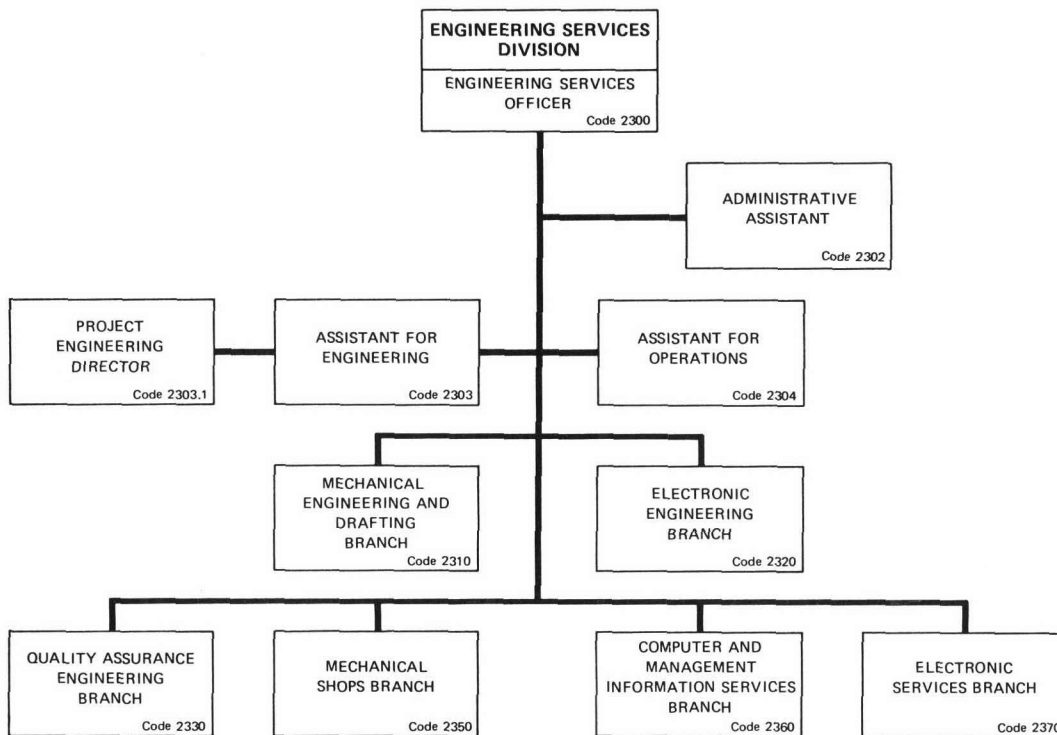 ENGINEERING SERVICES
DIVISION
ENGINEERING SERVICES
OFFICER
Code 2300
ADMINISTRATIVE
ASSISTANT
Code 2302
PROJECT
ENGINEERING
DIRECTOR
Code 2303.1
ASSISTANT FOR
ENGINEERING
Code 2303
ASSISTANT FOR
OPERATIONS
Code 2304
MECHANICAL
ENGINEERING AND
DRAFTING
BRANCH
Code 2310
ELECTRONIC
ENGINEERING
BRANCH
Code 2320
QUALITY ASSURANCE
ENGINEERING
BRANCH
Code 2330
MECHANICAL
SHOPS BRANCH
Code 2350
COMPUTER AND
MANAGEMENT
INFORMATION SERVICES
BRANCH
Code 2360
ELECTRONIC
SERVICES BRANCH
Code 2370